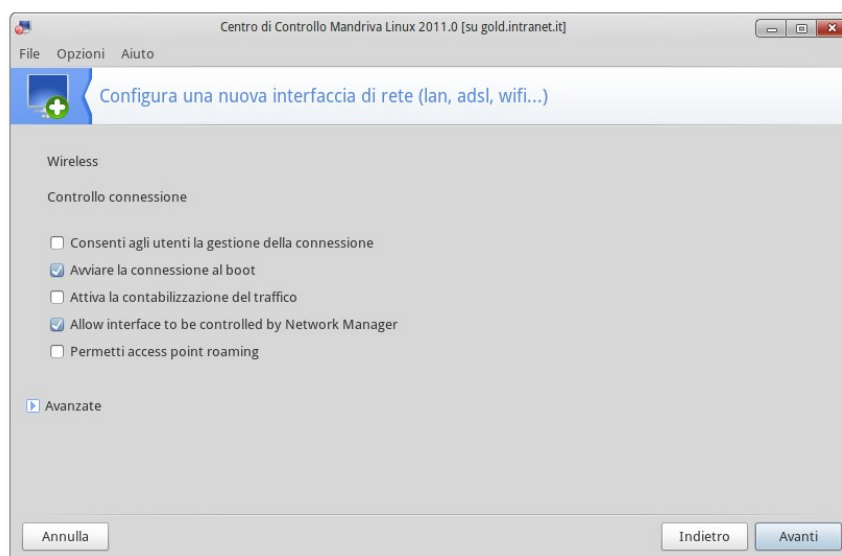 Centro di Controllo Mandriva Linux 2011.0 [su gold.intranet.it]
File Opzioni Aiuto
Configura una nuova interfaccia di rete (lan, adsl, wifi...)
Wireless
Controllo connessione
Consenti agli utenti la gestione della connessione
Avviare la connessione al boot
Attiva la contabilizzazione del traffico
Allow interface to be controlled by Network Manager
Permetti access point roaming
Avanzate
Annulla Indietro Avanti